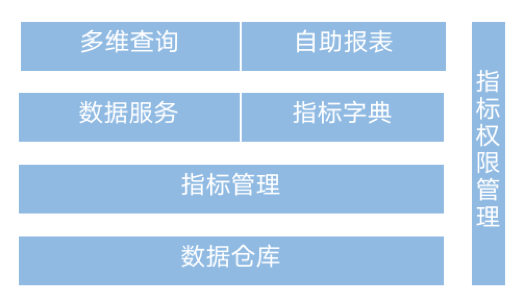 多维查询
自助报表
数据服务
指标字典
指标管理
数据仓库
指标权限管理